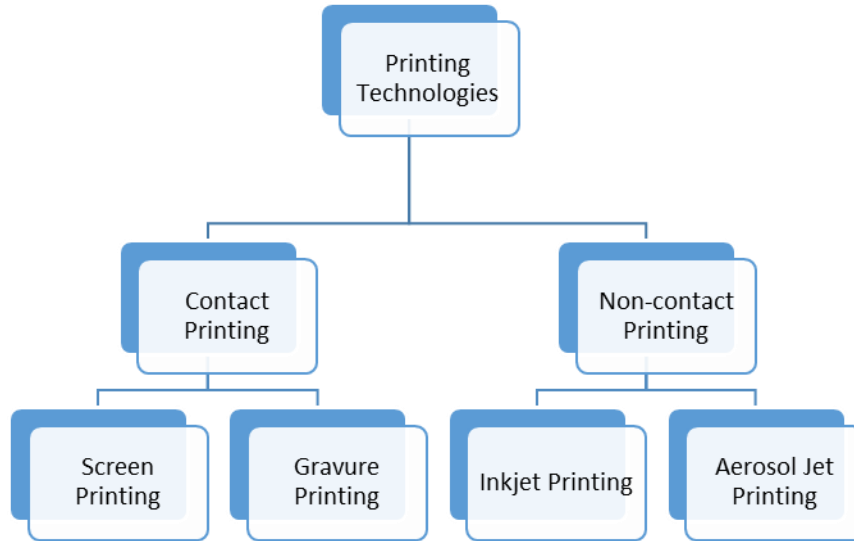 Printing
Technologies
Contact
Printing
Non-contact
Printing
Screen
Printing
Gravure
Printing
Inkjet Printing
Aerosol Jet
Printing